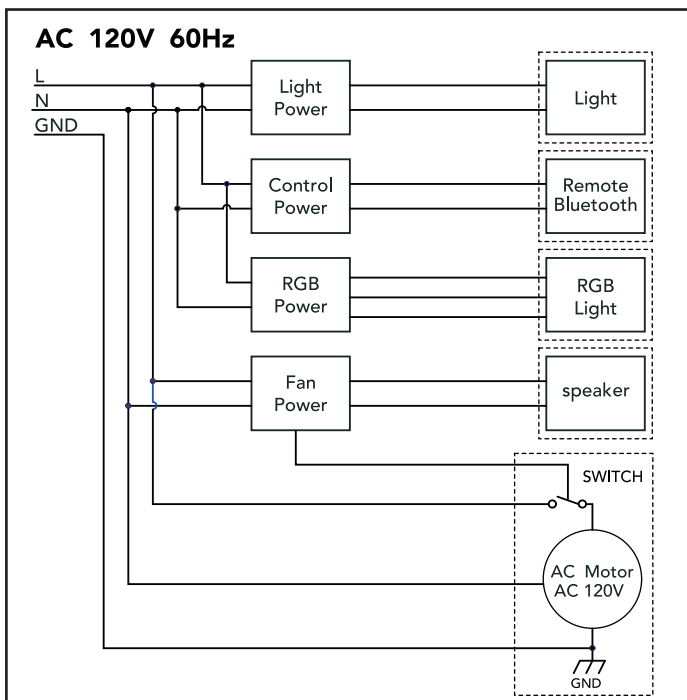 AC 120V 60Hz
L
N
GND
Light
Power
Light
Control
Power
Remote
Bluetooth
RGB
Power
RGB
Light
Fan
Power
speaker
SWITCH
AC Motor
AC 120V
GND